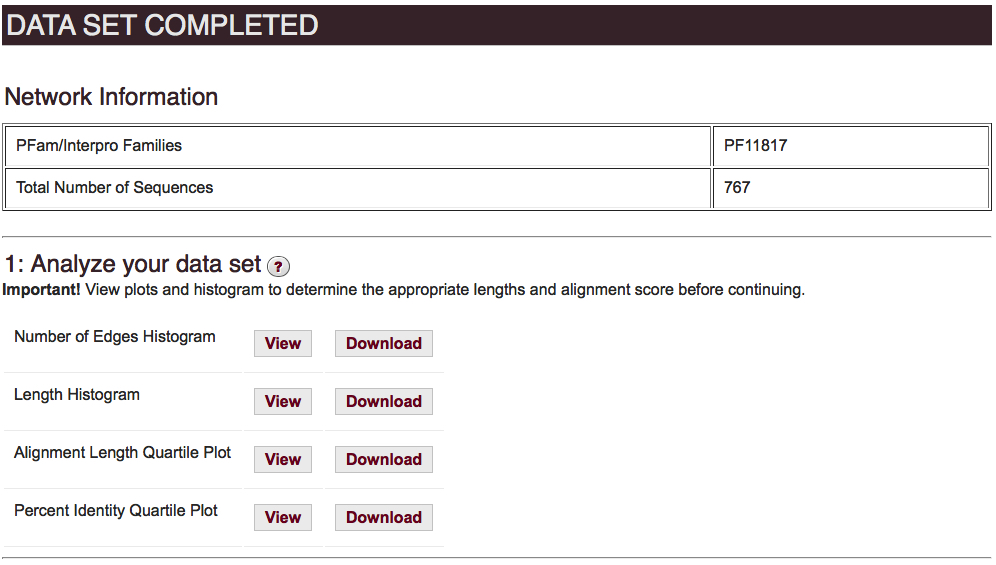 DATA SET COMPLETED
Network Information
PFam/Interpro Families PF11817
Total Number of Sequences 767
1: Analyze your data set ?
Important! View plots and histogram to determine the appropriate lengths and alignment score before continuing.
Number of Edges Histogram View Download
Length Histogram View Download
Alignment Length Quartile Plot View Download
Percent Identity Quartile Plot View Download